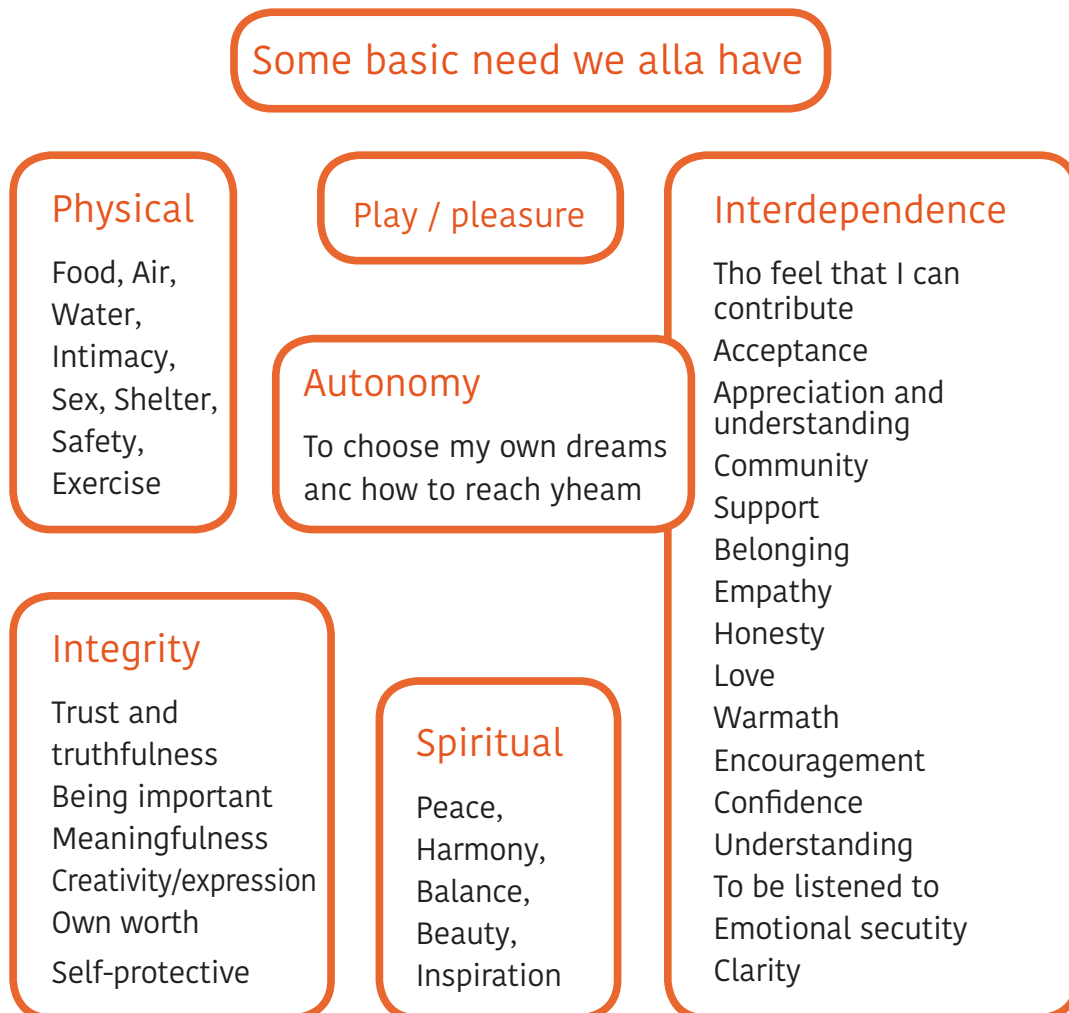 Some basic need we alla have
Physical
Food, Air,
Water,
Intimacy,
Sex, Shelter,
Safety,
Exercise
Play / pleasure
Autonomy
To choose my own dreams
anc how to reach yheam
Interdependence
Tho feel that I can
contribute
Acceptance
Appreciation and
understanding
Community
Support
Belonging
Empathy
Honesty
Love
Warmath
Encouragement
Confidence
Understanding
To be listened to
Emotional secutity
Clarity
Integrity
Trust and
truthfulness
Being important
Meaningfulness
Creativity/expression
Own worth
Self-protective
Spiritual
Peace,
Harmony,
Balance,
Beauty,
Inspiration